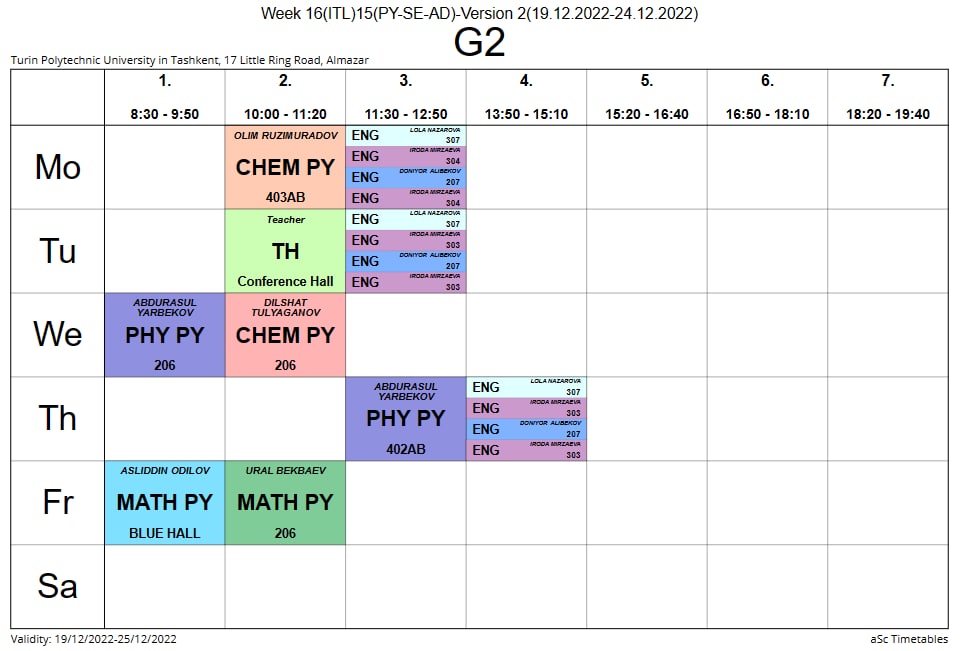 Week 16(ITL)15(PY-SE-AD)-Version 2(19.12.2022-24.12.2022)
G2
Turin Polytechnic University in Tashkent, 17 Little Ring Road, Almazar
1. 2. 3. 4. 5. 6. 7.
8:30 - 9:50 10:00 - 11:20 11:30 - 12:50 13:50 - 15:10 15:20 - 16:40 16:50 - 18:10 18:20 - 19:40
Mo
OLIM RUZIMURADOV
CHEM PY
403AB
ENG LOLA NAZAROVA 307
ENG IRODA MIRZAEVA 304
ENG DONIYOR ALIBEKOV 207
ENG IRODA MIRZAEVA 304
Tu
Teacher
TH
Conference Hall
ENG LOLA NAZAROVA 307
ENG IRODA MIRZAEVA 303
ENG DONIYOR ALIBEKOV 207
ENG IRODA MIRZAEVA 303
We
ABDURASUL
YARBEKOV
PHY PY
206
DILSHAT
TULYAGANOV
CHEM PY
206
Th
ABDURASUL
YARBEKOV
PHY PY
402AB
ENG LOLA NAZAROVA 307
ENG IRODA MIRZAEVA 303
ENG DONIYOR ALIBEKOV 207
ENG IRODA MIRZAEVA 303
Fr
ASLIDDIN ODILOV
MATH PY
BLUE HALL
URAL BEKBAEV
MATH PY
206
Sa
Validity: 19/12/2022-25/12/2022
aSc Timetables